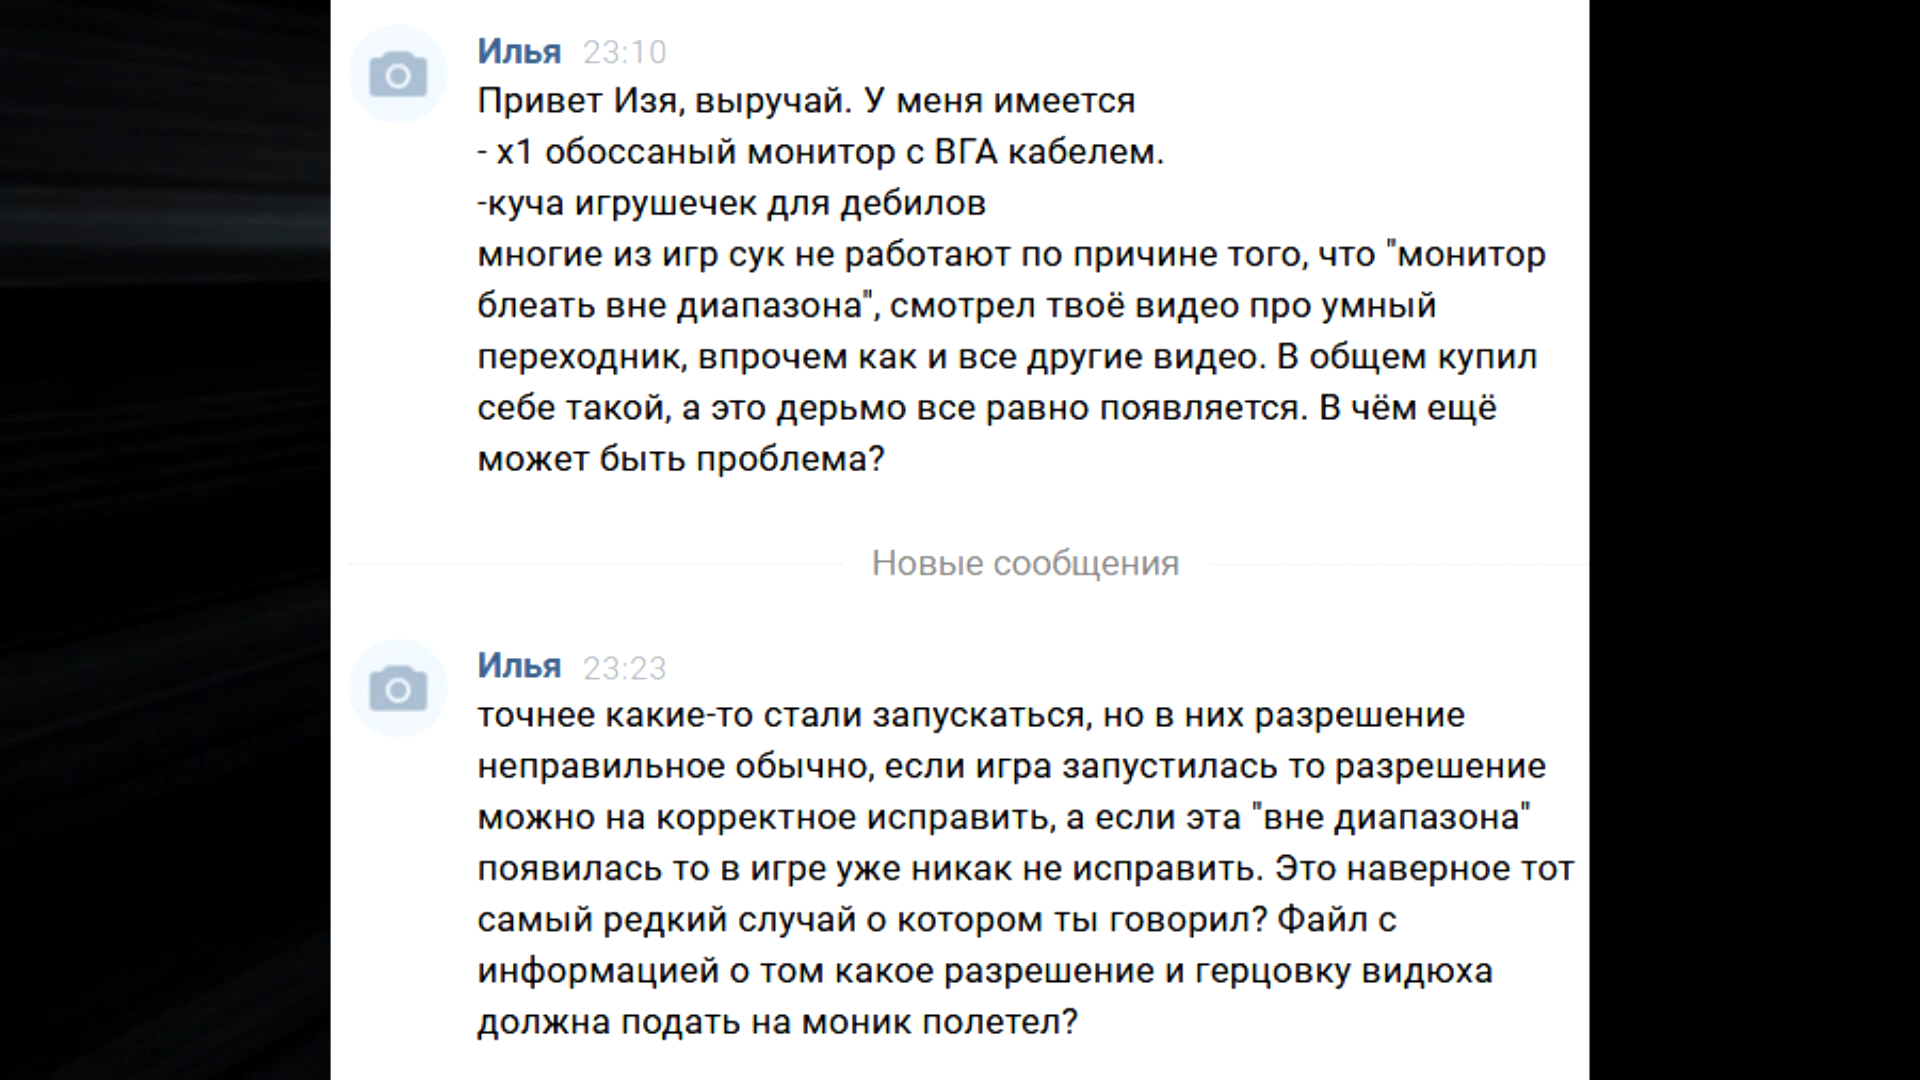 Илья 23:10
Привет Изя, выручай. У меня имеется
- x1 обоссаный монитор с ВГА кабелем.
-куча игрушечек для дебилов
многие из игр сук не работают по причине того, что "монитор
блеать вне диапазона", смотрел твоё видео про умный
переходник, впрочем как и все другие видео. В общем купил
себе такой, а это дерьмо все равно появляется. В чём ещё
может быть проблема?
Новые сообщения
Илья 23:23
точнее какие-то стали запускаться, но в них разрешение
неправильное обычно, если игра запустилась то разрешение
можно на корректное исправить, а если эта "вне диапазона"
появилась то в игре уже никак не исправить. Это наверное тот
самый редкий случай о котором ты говорил? Файл с
информацией о том какое разрешение и герцовку видюха
должна подать на моник полетел?